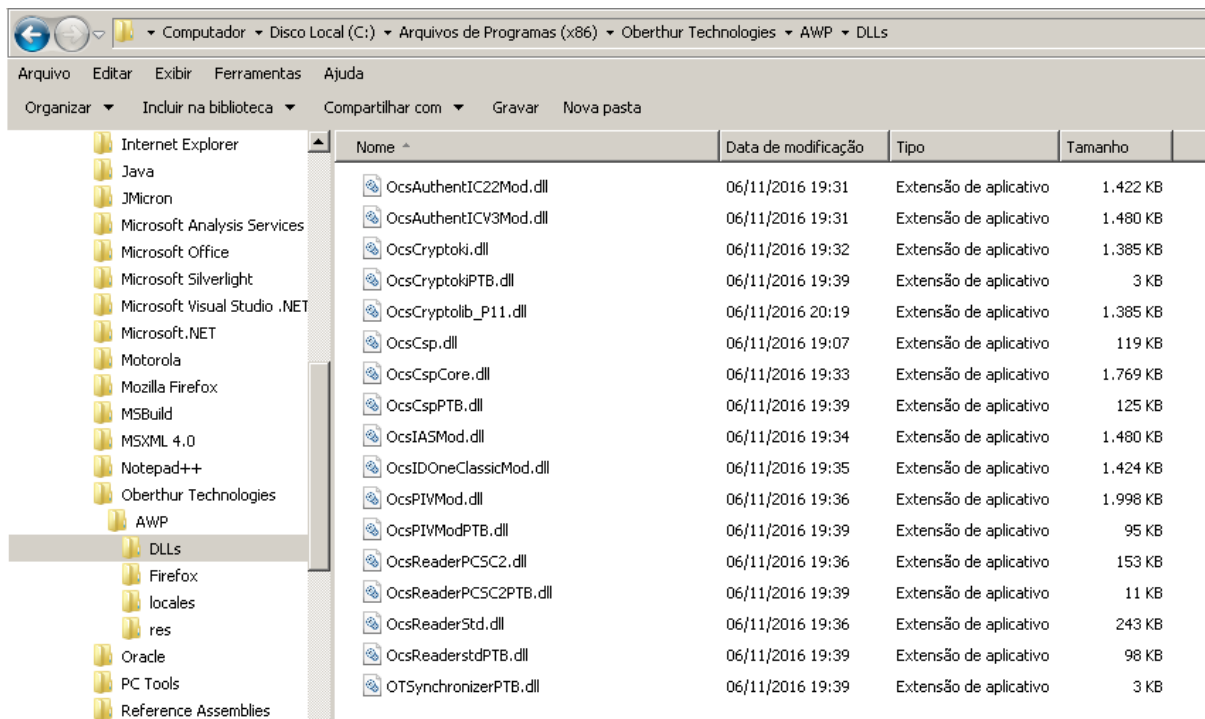 Computador Disco Local (C:) Arquivos de Programas (x86) Oberthur Technologies AWP DLLs
Arquivo Editar Exibir Ferramentas Ajuda
Organizar Incluir na biblioteca Compartilhar com Gravar Nova pasta
Internet Explorer
Java
JMicron
Microsoft Analysis Services
Microsoft Office
Microsoft Silverlight
Microsoft Visual Studio .NET
Microsoft.NET
Motorola
Mozilla Firefox
MSBuild
MSXML 4.0
Notepad++
Oberthur Technologies
AWP
DLLs
Firefox
locales
res
Oracle
PC Tools
Reference Assemblies
Nome Data de modificação Tipo Tamanho
OcsAuthentIC22Mod.dll 06/11/2016 19:31 Extensão de aplicativo 1.422 KB
OcsAuthentICV3Mod.dll 06/11/2016 19:31 Extensão de aplicativo 1.480 KB
OcsCryptoki.dll 06/11/2016 19:32 Extensão de aplicativo 1.385 KB
OcsCryptokiPTB.dll 06/11/2016 19:39 Extensão de aplicativo 3 KB
OcsCryptolib_P11.dll 06/11/2016 20:19 Extensão de aplicativo 1.385 KB
OcsCsp.dll 06/11/2016 19:07 Extensão de aplicativo 119 KB
OcsCspCore.dll 06/11/2016 19:33 Extensão de aplicativo 1.769 KB
OcsCspPTB.dll 06/11/2016 19:39 Extensão de aplicativo 125 KB
OcsIASMod.dll 06/11/2016 19:34 Extensão de aplicativo 1.480 KB
OcsIDOneClassicMod.dll 06/11/2016 19:35 Extensão de aplicativo 1.424 KB
OcsPIVMod.dll 06/11/2016 19:36 Extensão de aplicativo 1.998 KB
OcsPIVModPTB.dll 06/11/2016 19:39 Extensão de aplicativo 95 KB
OcsReaderPCSC2.dll 06/11/2016 19:36 Extensão de aplicativo 153 KB
OcsReaderPCSC2PTB.dll 06/11/2016 19:39 Extensão de aplicativo 11 KB
OcsReaderStd.dll 06/11/2016 19:36 Extensão de aplicativo 243 KB
OcsReaderstdPTB.dll 06/11/2016 19:39 Extensão de aplicativo 98 KB
OTSynchronizerPTB.dll 06/11/2016 19:39 Extensão de aplicativo 3 KB